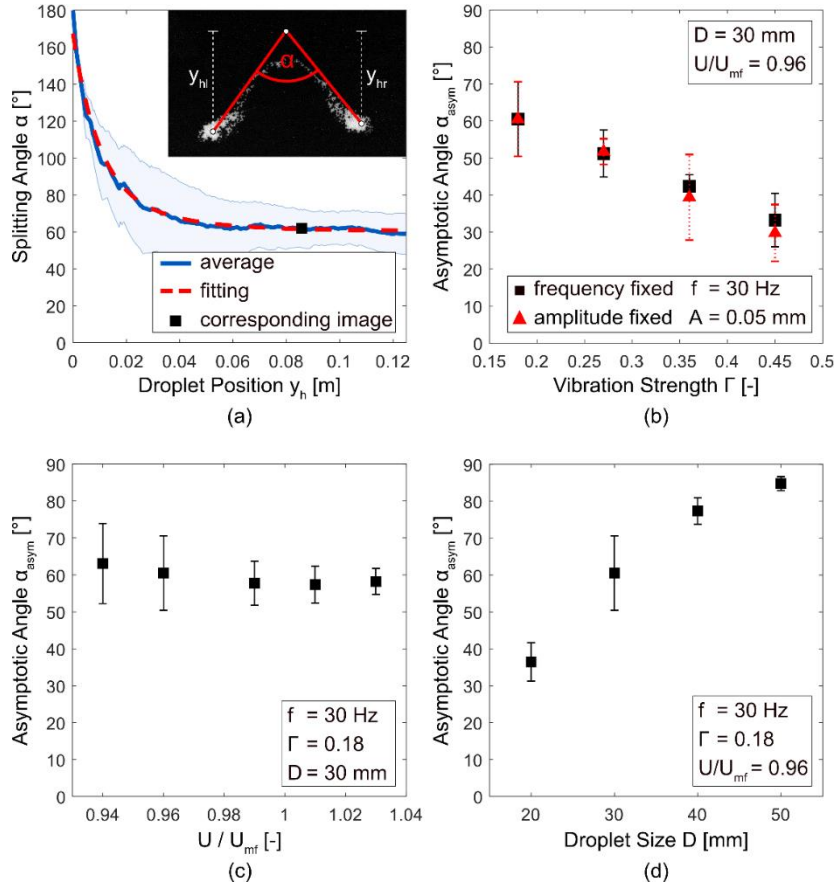 180
160
140
120
100
80
60
40
20
0
Splitting Angle α [°]
y_hl
α
y_hr
average
fitting
corresponding image
0
0.02
0.04
0.06
0.08
0.1
0.12
Droplet Position y_h [m]
(a)
90
80
70
60
50
40
30
20
10
0
Asymptotic Angle α_asym [°]
D = 30 mm
U/U_mf = 0.96
frequency fixed f = 30 Hz
amplitude fixed A = 0.05 mm
0.15
0.2
0.25
0.3
0.35
0.4
0.45
0.5
Vibration Strength Γ [-]
(b)
90
80
70
60
50
40
30
20
10
0
Asymptotic Angle α_asym [°]
f = 30 Hz
Γ = 0.18
D = 30 mm
0.94
0.96
0.98
1
1.02
1.04
U / U_mf [-]
(c)
90
80
70
60
50
40
30
20
10
0
Asymptotic Angle α_asym [°]
f = 30 Hz
Γ = 0.18
U/U_mf = 0.96
20
30
40
50
Droplet Size D [mm]
(d)